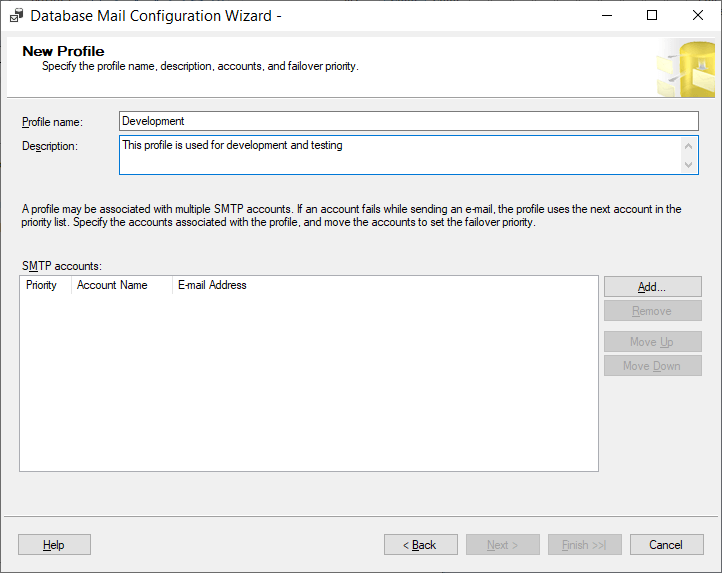 Database Mail Configuration Wizard -
New Profile
Specify the profile name, description, accounts, and failover priority.
Profile name:
Development
Description:
This profile is used for development and testing
A profile may be associated with multiple SMTP accounts. If an account fails while sending an e-mail, the profile uses the next account in the
priority list. Specify the accounts associated with the profile, and move the accounts to set the failover priority.
SMTP accounts:
Priority Account Name E-mail Address
Add...
Remove
Move Up
Move Down
Help
< Back
Next >
Finish >>|
Cancel